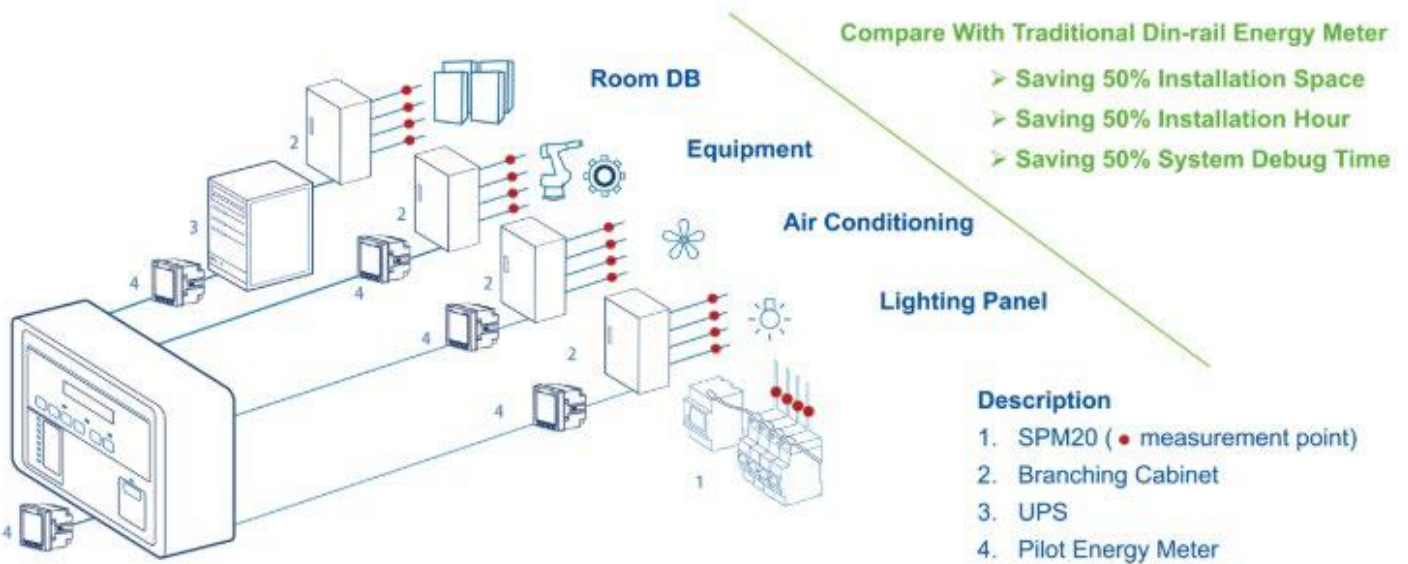 Compare With Traditional Din-rail Energy Meter
➢ Saving 50% Installation Space
➢ Saving 50% Installation Hour
➢ Saving 50% System Debug Time
Room DB
2
Equipment
2
3
Air Conditioning
4
4
2
Lighting Panel
4
2
4
1
4
Description
1. SPM20 ( • measurement point)
2. Branching Cabinet
3. UPS
4. Pilot Energy Meter